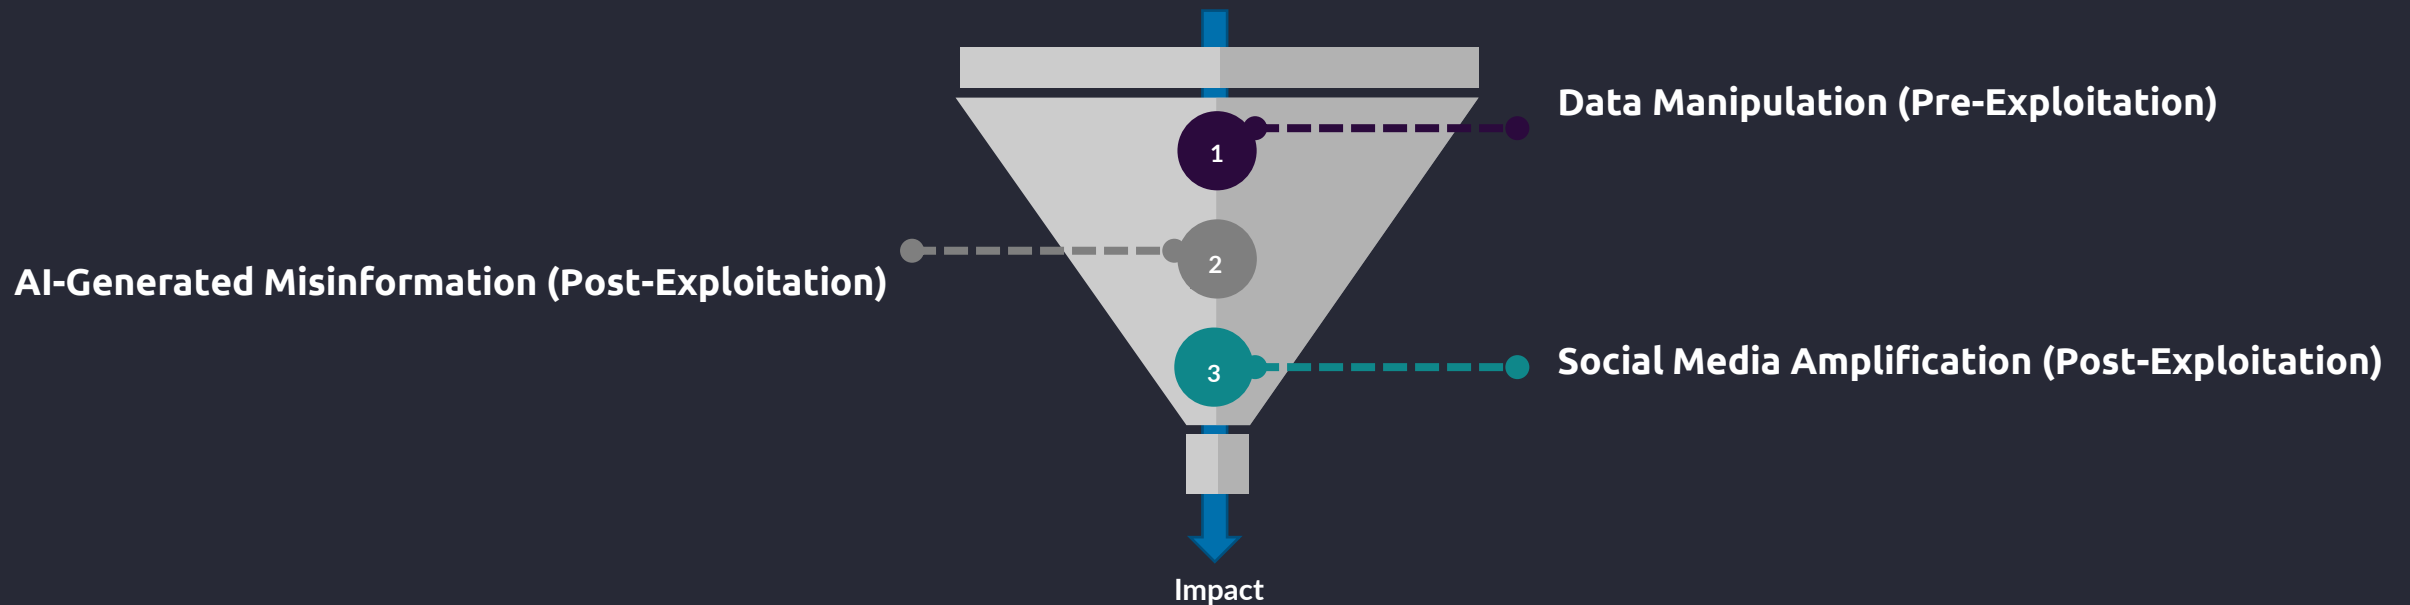 Data Manipulation (Pre-Exploitation)
1
2
AI-Generated Misinformation (Post-Exploitation)
3
Social Media Amplification (Post-Exploitation)
Impact